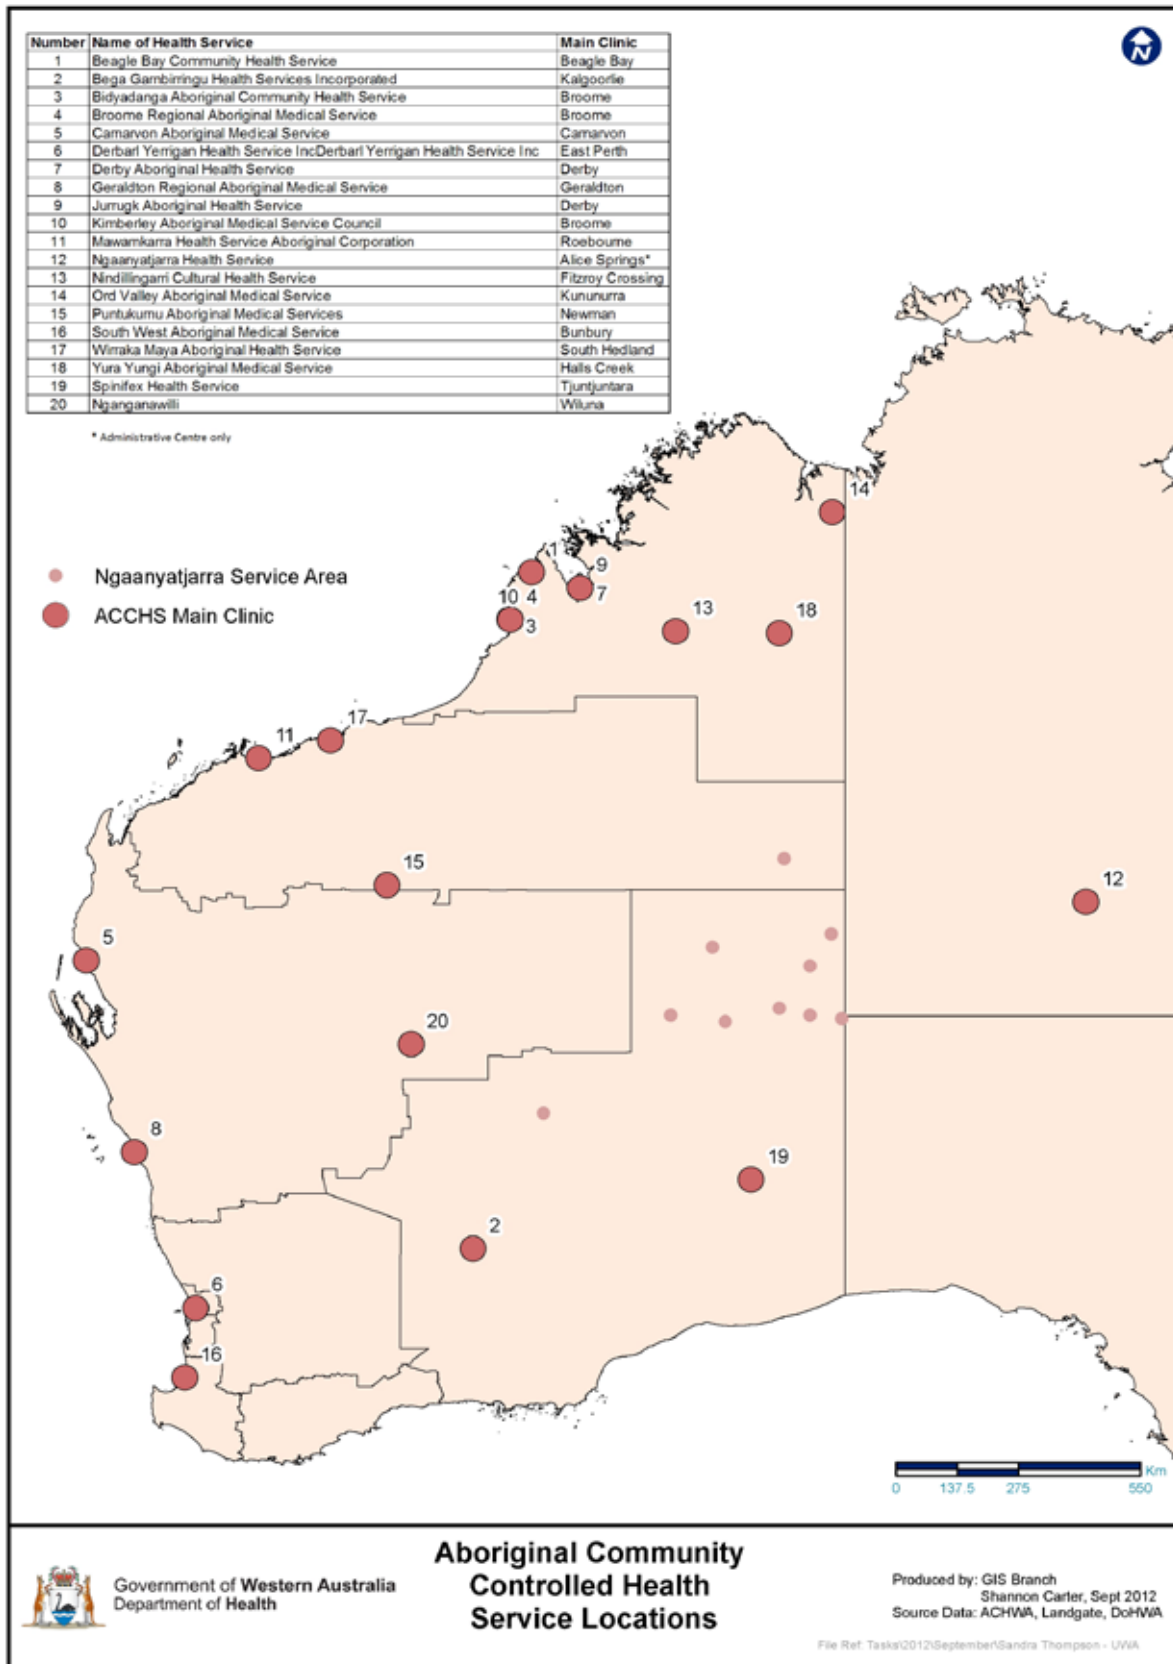 Number Name of Health Service Main Clinic
1 Beagle Bay Community Health Service Beagle Bay
2 Bega Garnbirringu Health Services Incorporated Kalgoorlie
3 Bidyadanga Aboriginal Community Health Service Broome
4 Broome Regional Aboriginal Medical Service Broome
5 Carnarvon Aboriginal Medical Service Carnarvon
6 Derbarl Yerrigan Health Service IncDerbarl Yerrigan Health Service Inc East Perth
7 Derby Aboriginal Health Service Derby
8 Geraldton Regional Aboriginal Medical Service Geraldton
9 Jurrugk Aboriginal Health Service Derby
10 Kimberley Aboriginal Medical Service Council Broome
11 Mawarnkarra Health Service Aboriginal Corporation Roebourne
12 Ngaanyatjarra Health Service Alice Springs*
13 Nindillingarri Cultural Health Service Fitzroy Crossing
14 Ord Valley Aboriginal Medical Service Kununurra
15 Puntukurnu Aboriginal Medical Services Newman
16 South West Aboriginal Medical Service Bunbury
17 Wirraka Maya Aboriginal Health Service South Hedland
18 Yura Yungi Aboriginal Medical Service Halls Creek
19 Spinifex Health Service Tjuntjuntara
20 Nganganawilli Wiluna
* Administrative Centre only
N
14
1
9
Ngaanyatjarra Service Area
10 4
7
ACCHS Main Clinic
3
13
18
17
11
15
12
5
20
8
19
2
6
16
Km
0 137.5 275 550
Government of Western Australia
Department of Health
Aboriginal Community
Controlled Health
Service Locations
Produced by: GIS Branch
Shannon Carter, Sept 2012
Source Data: ACHWA, Landgate, DoHWA
File Ref: Tasks\2012\September\Sandra Thompson - UWA